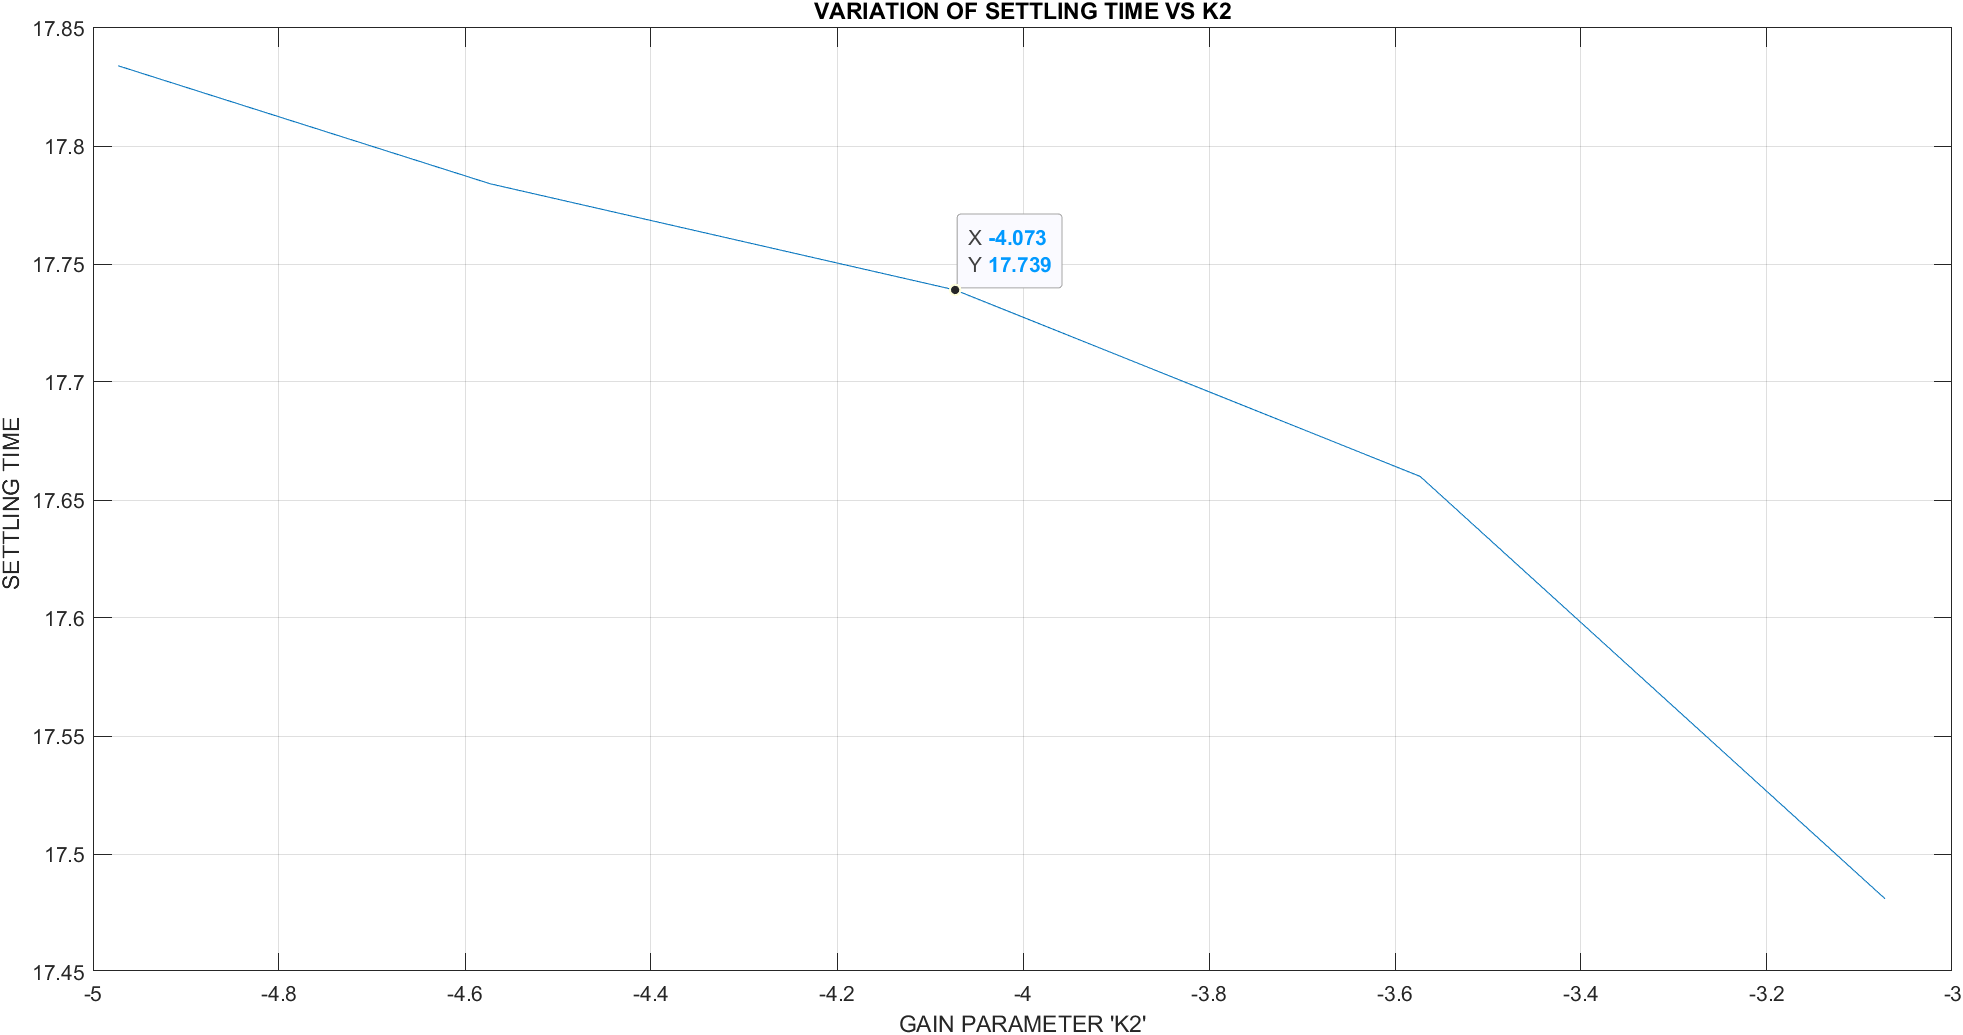 VARIATION OF SETTLING TIME VS K2
17.85
17.8
17.75
17.7
17.65
17.6
17.55
17.5
17.45
SETTLING TIME
X -4.073
Y 17.739
-5 -4.8 -4.6 -4.4 -4.2 -4 -3.8 -3.6 -3.4 -3.2 -3
GAIN PARAMETER 'K2'